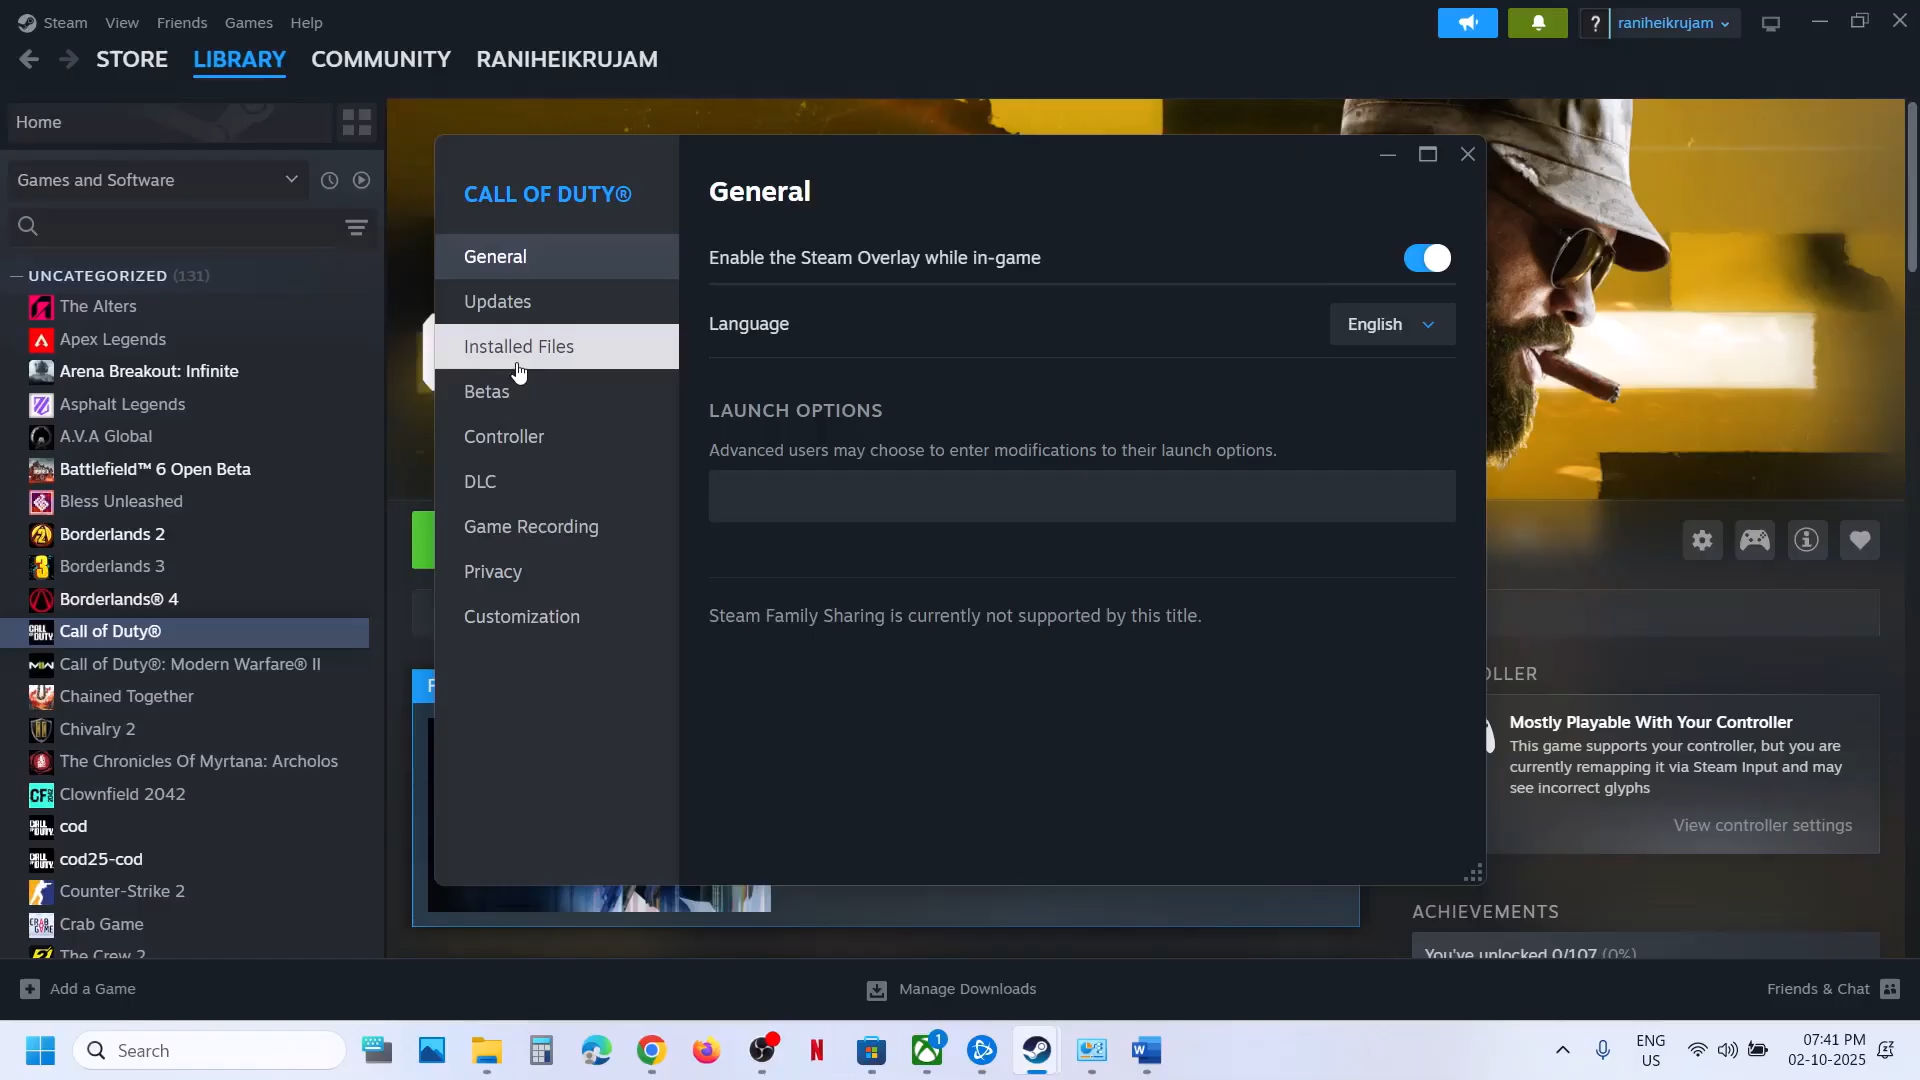 Steam View Friends Games Help
? raniheikrujam
STORE LIBRARY COMMUNITY RANIHEIKRUJAM
Home
Games and Software
UNCATEGORIZED (131)
The Alters
Apex Legends
Arena Breakout: Infinite
Asphalt Legends
A.V.A Global
Battlefield™ 6 Open Beta
Bless Unleashed
Borderlands 2
Borderlands 3
Borderlands® 4
Call of Duty®
Call of Duty®: Modern Warfare® II
Chained Together
Chivalry 2
The Chronicles Of Myrtana: Archolos
Clownfield 2042
cod
cod25-cod
Counter-Strike 2
Crab Game
The Crew 2
CALL OF DUTY®
General
Updates
Installed Files
Betas
Controller
DLC
Game Recording
Privacy
Customization
General
Enable the Steam Overlay while in-game
Language
English
LAUNCH OPTIONS
Advanced users may choose to enter modifications to their launch options.
Steam Family Sharing is currently not supported by this title.
OLLER
Mostly Playable With Your Controller
This game supports your controller, but you are
currently remapping it via Steam Input and may
see incorrect glyphs
View controller settings
ACHIEVEMENTS
You've unlocked 0/107 (0%)
Add a Game
Manage Downloads
Friends & Chat
Search
1
ENG
US
07:41 PM
02-10-2025